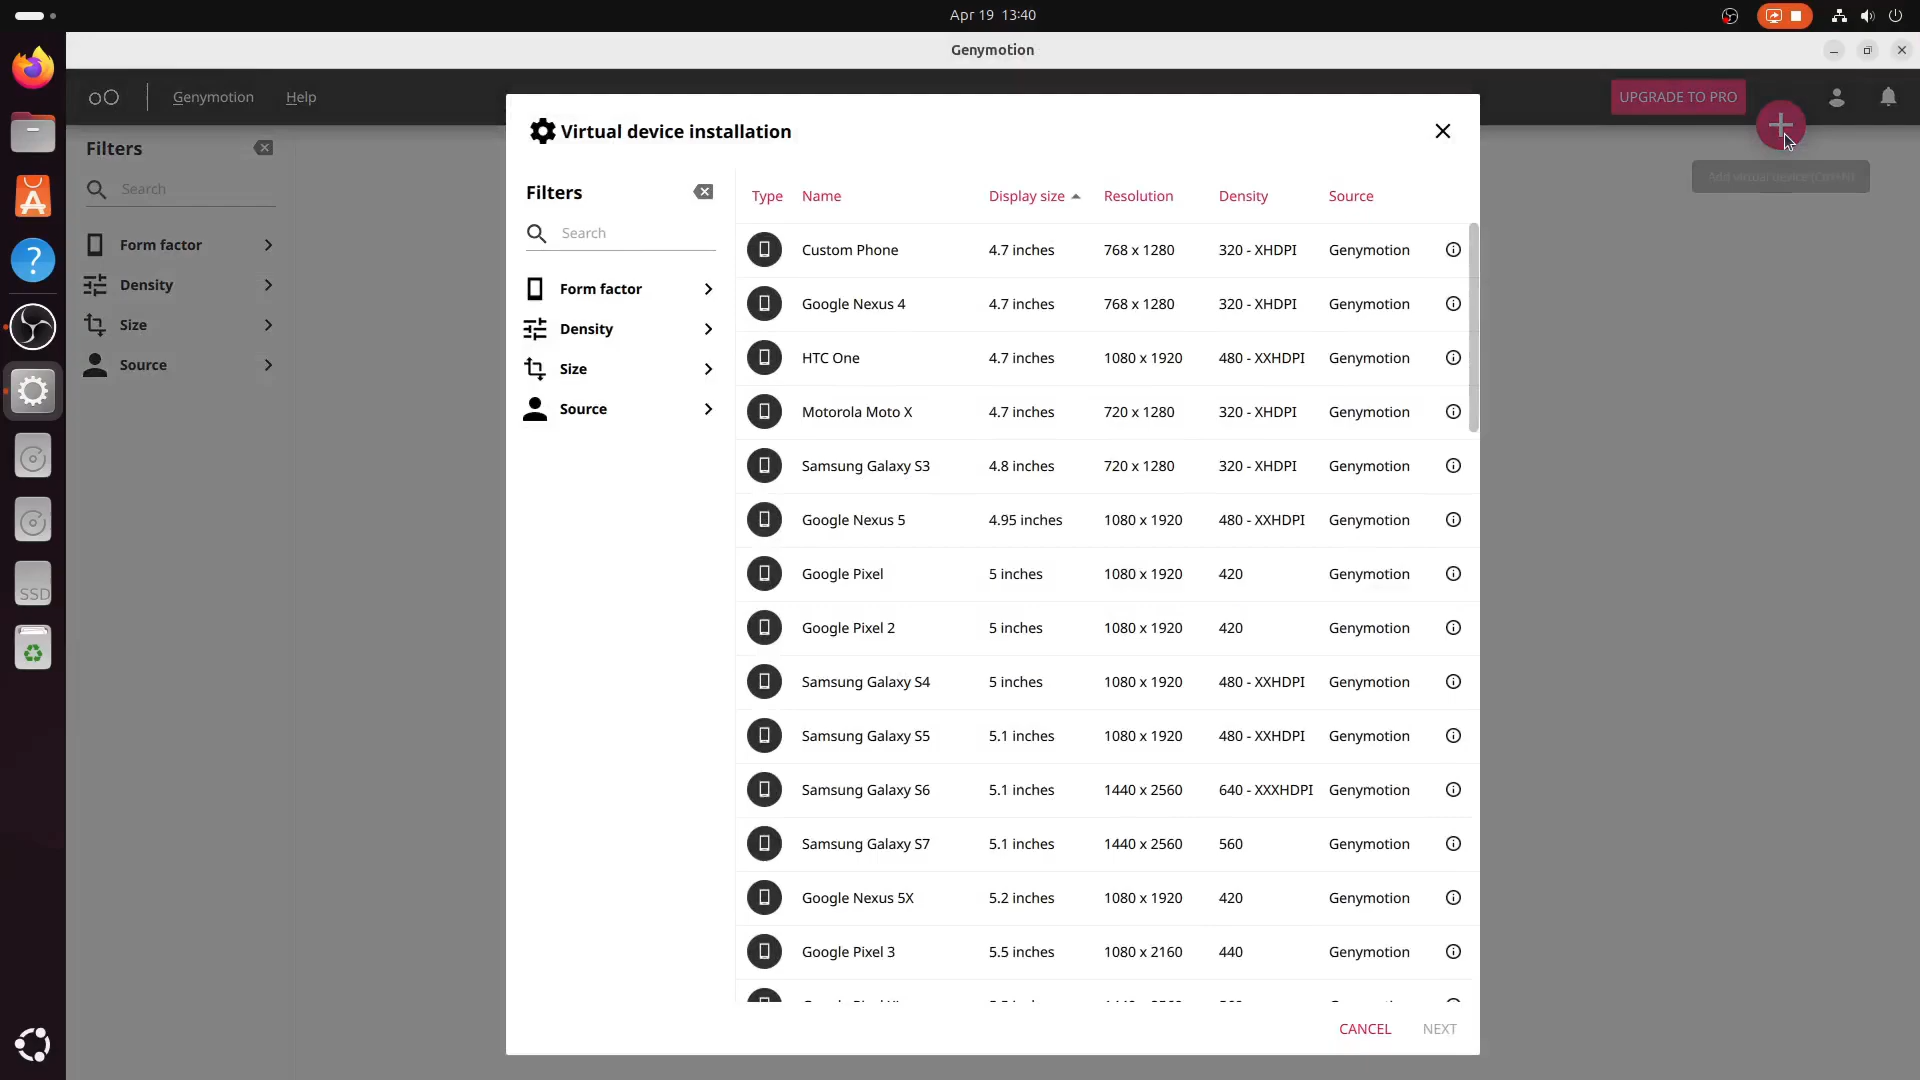 Apr 19 13:40
Genymotion
Genymotion
Help
UPGRADE TO PRO
Filters
Search
Form factor
Density
Size
Source
SSD
Virtual device installation
Filters
Search
Form factor
Density
Size
Source
Type Name Display size Resolution Density Source
Custom Phone 4.7 inches 768 x 1280 320 - XHDPI Genymotion
Google Nexus 4 4.7 inches 768 x 1280 320 - XHDPI Genymotion
HTC One 4.7 inches 1080 x 1920 480 - XXHDPI Genymotion
Motorola Moto X 4.7 inches 720 x 1280 320 - XHDPI Genymotion
Samsung Galaxy S3 4.8 inches 720 x 1280 320 - XHDPI Genymotion
Google Nexus 5 4.95 inches 1080 x 1920 480 - XXHDPI Genymotion
Google Pixel 5 inches 1080 x 1920 420 Genymotion
Google Pixel 2 5 inches 1080 x 1920 420 Genymotion
Samsung Galaxy S4 5 inches 1080 x 1920 480 - XXHDPI Genymotion
Samsung Galaxy S5 5.1 inches 1080 x 1920 480 - XXHDPI Genymotion
Samsung Galaxy S6 5.1 inches 1440 x 2560 640 - XXXHDPI Genymotion
Samsung Galaxy S7 5.1 inches 1440 x 2560 560 Genymotion
Google Nexus 5X 5.2 inches 1080 x 1920 420 Genymotion
Google Pixel 3 5.5 inches 1080 x 2160 440 Genymotion
CANCEL NEXT